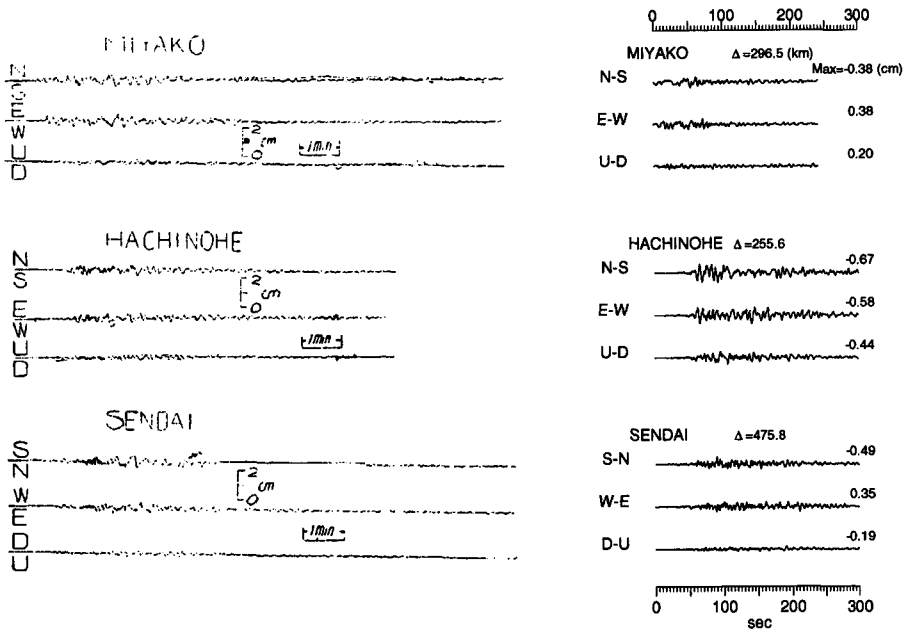 MIYAKO
N
S
E
W
U
D
2
cm
0
1min
HACHINOHE
N
S
E
W
U
D
2
cm
0
1min
SENDAI
S
N
W
E
D
U
2
cm
0
1min
0 100 200 300
MIYAKO Δ=296.5 (km)
Max=-0.38 (cm)
N-S
E-W 0.38
U-D 0.20
HACHINOHE Δ=255.6
N-S -0.67
E-W -0.58
U-D -0.44
SENDAI Δ=475.8
S-N -0.49
W-E 0.35
D-U -0.19
0 100 200 300
sec